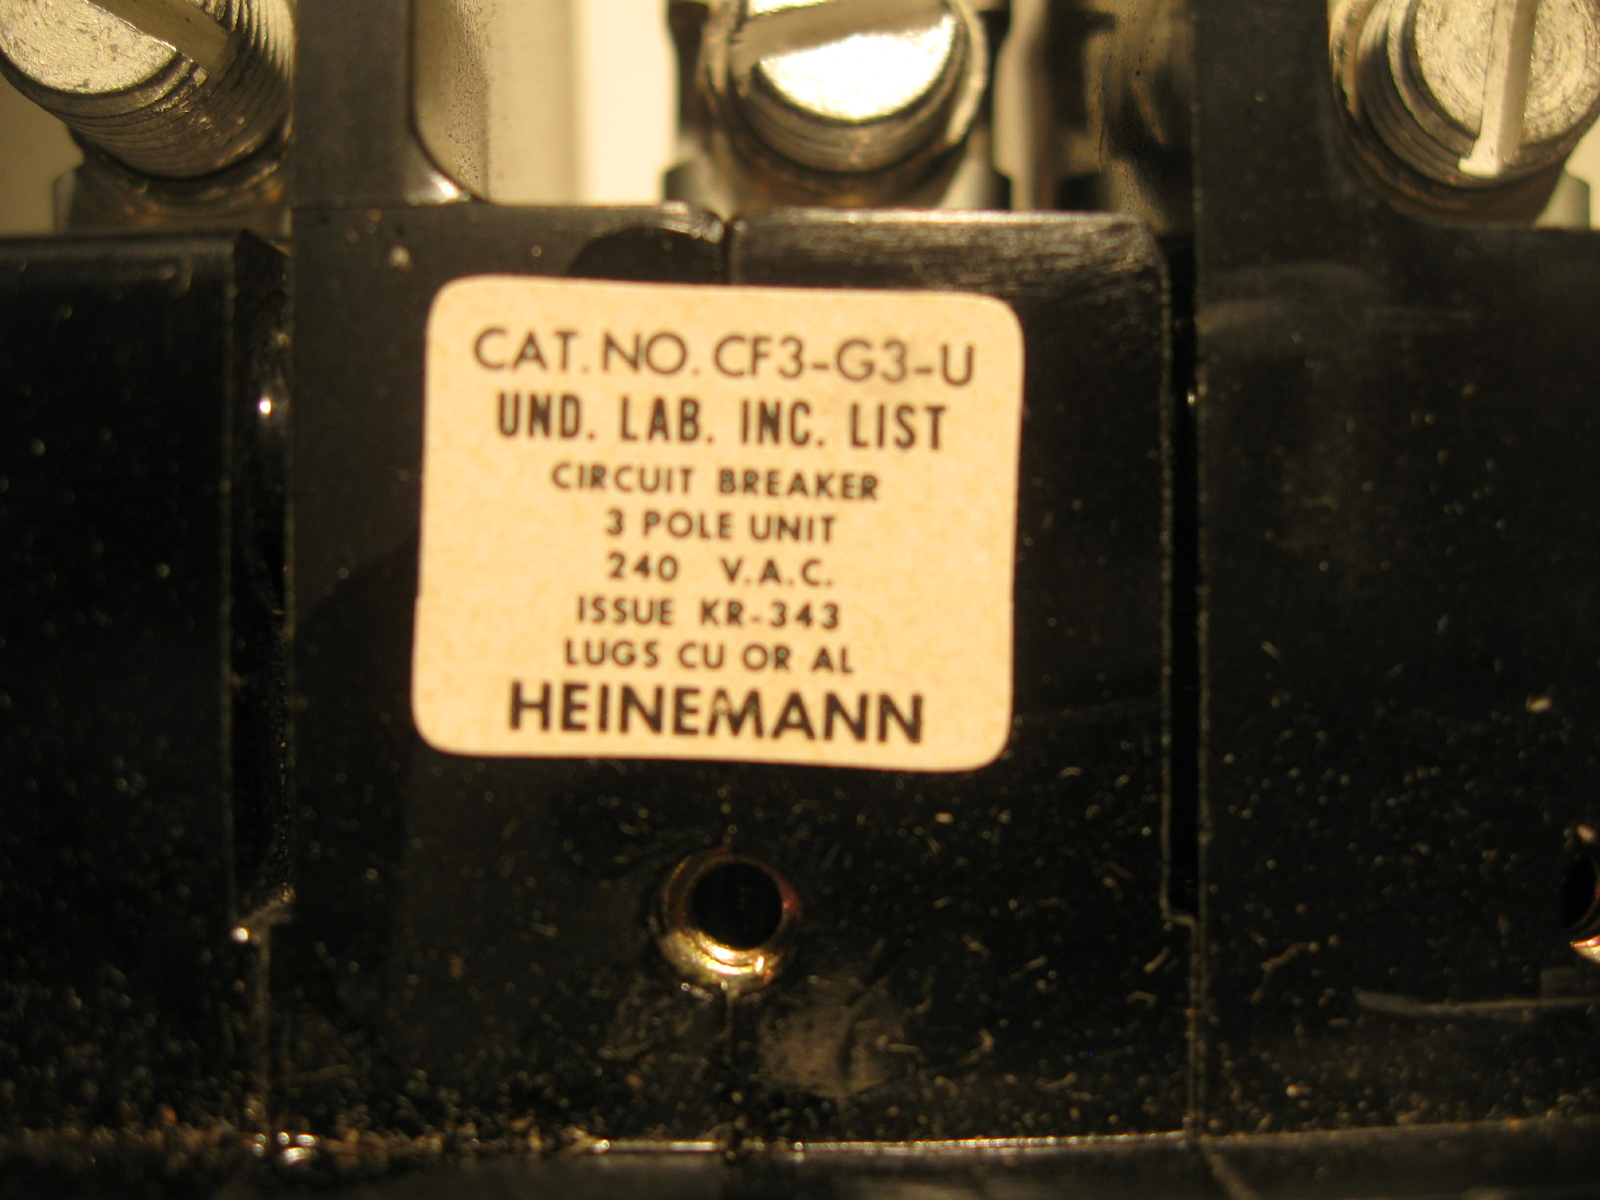 CAT. NO. CF3-G3-U
UND. LAB. INC. LIST
CIRCUIT BREAKER
3 POLE UNIT
240 V.A.C.
ISSUE KR-343
LUGS CU OR AL
HEINEMANN